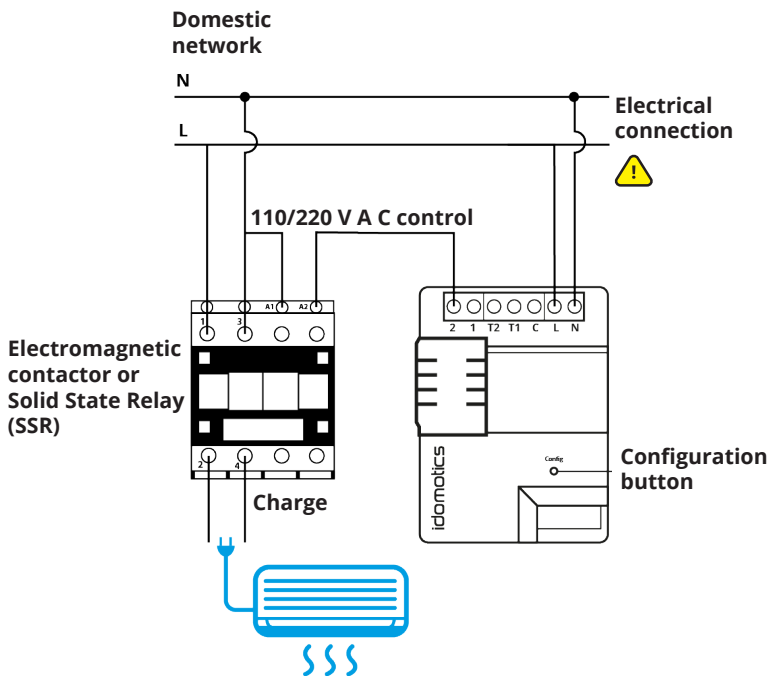 Domestic
network
N
L
Electrical
connection
!
110/220 V A C control
A1 A2
1 3
2 1 T2 T1 C L N
Electromagnetic
contactor or
Solid State Relay
(SSR)
2 4
Charge
idomotics
Config
Configuration
button